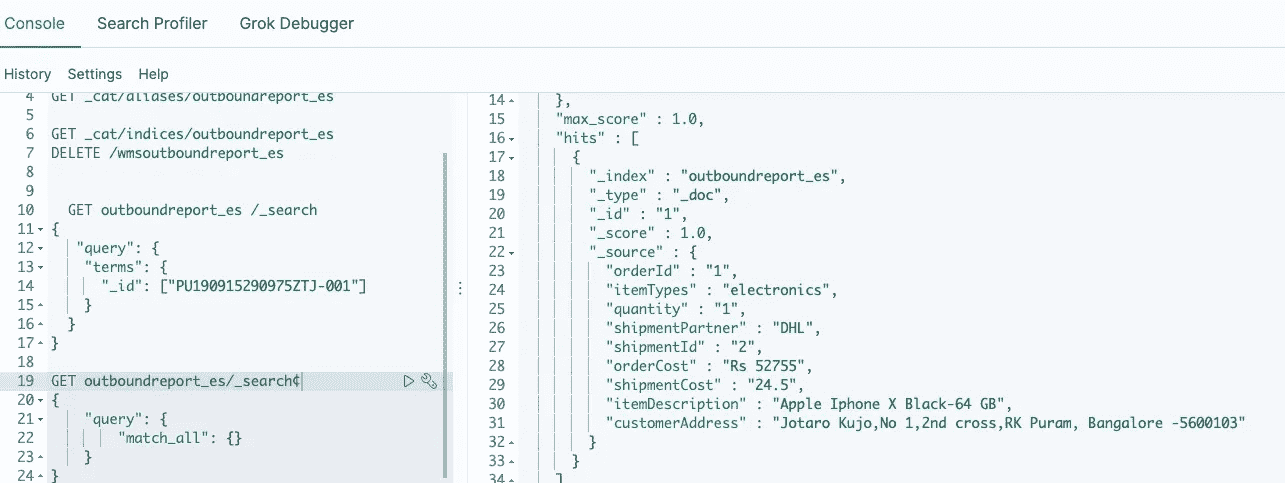 Console Search Profiler Grok Debugger
History Settings Help
4 GET _cat/aliases/outboundreport_es
5
6 GET _cat/indices/outboundreport_es
7 DELETE /wmsoutboundreport_es
8
9
10 GET outboundreport_es /_search
11 {
12 "query": {
13 "terms": {
14 "_id": ["PU190915290975ZTJ-001"]
15 }
16 }
17 }
18
19 GET outboundreport_es/_search¢
20 {
21 "query": {
22 "match_all": {}
23 }
24 }
14 },
15 "max_score" : 1.0,
16 "hits" : [
17 {
18 "_index" : "outboundreport_es",
19 "_type" : "_doc",
20 "_id" : "1",
21 "_score" : 1.0,
22 "_source" : {
23 "orderId" : "1",
24 "itemTypes" : "electronics",
25 "quantity" : "1",
26 "shipmentPartner" : "DHL",
27 "shipmentId" : "2",
28 "orderCost" : "Rs 52755",
29 "shipmentCost" : "24.5",
30 "itemDescription" : "Apple Iphone X Black-64 GB",
31 "customerAddress" : "Jotaro Kujo,No 1,2nd cross,RK Puram, Bangalore -5600103"
32 }
33 }
34 ]